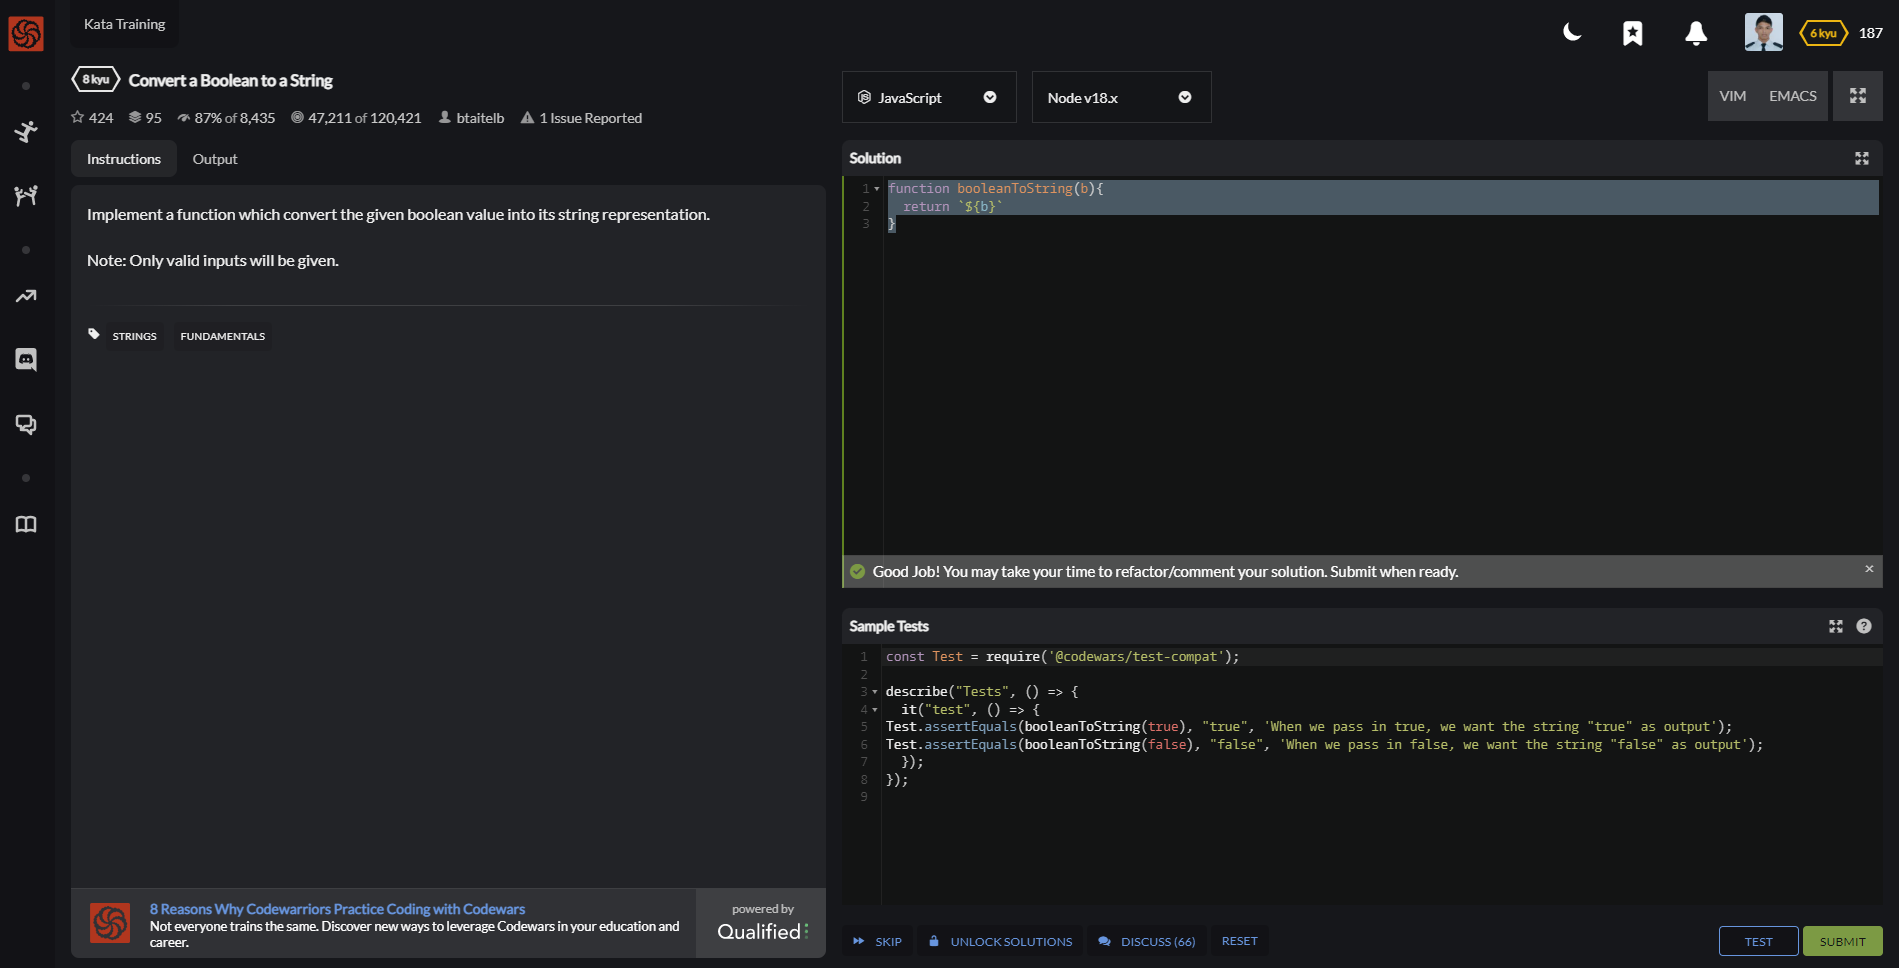 Kata Training
6 kyu
187
8 kyu
Convert a Boolean to a String
424
95
87% of 8,435
47,211 of 120,421
btaitelb
1 Issue Reported
Instructions
Output
Implement a function which convert the given boolean value into its string representation.
Note: Only valid inputs will be given.
STRINGS
FUNDAMENTALS
8 Reasons Why Codewarriors Practice Coding with Codewars
Not everyone trains the same. Discover new ways to leverage Codewars in your education and
career.
powered by
Qualified
JavaScript
Node v18.x
VIM
EMACS
Solution
1 function booleanToString(b){
2   return `${b}`
3 }
Good Job! You may take your time to refactor/comment your solution. Submit when ready.
Sample Tests
1 const Test = require('@codewars/test-compat');
2
3 describe("Tests", () => {
4   it("test", () => {
5 Test.assertEquals(booleanToString(true), "true", 'When we pass in true, we want the string "true" as output');
6 Test.assertEquals(booleanToString(false), "false", 'When we pass in false, we want the string "false" as output');
7   });
8 });
9
SKIP
UNLOCK SOLUTIONS
DISCUSS (66)
RESET
TEST
SUBMIT